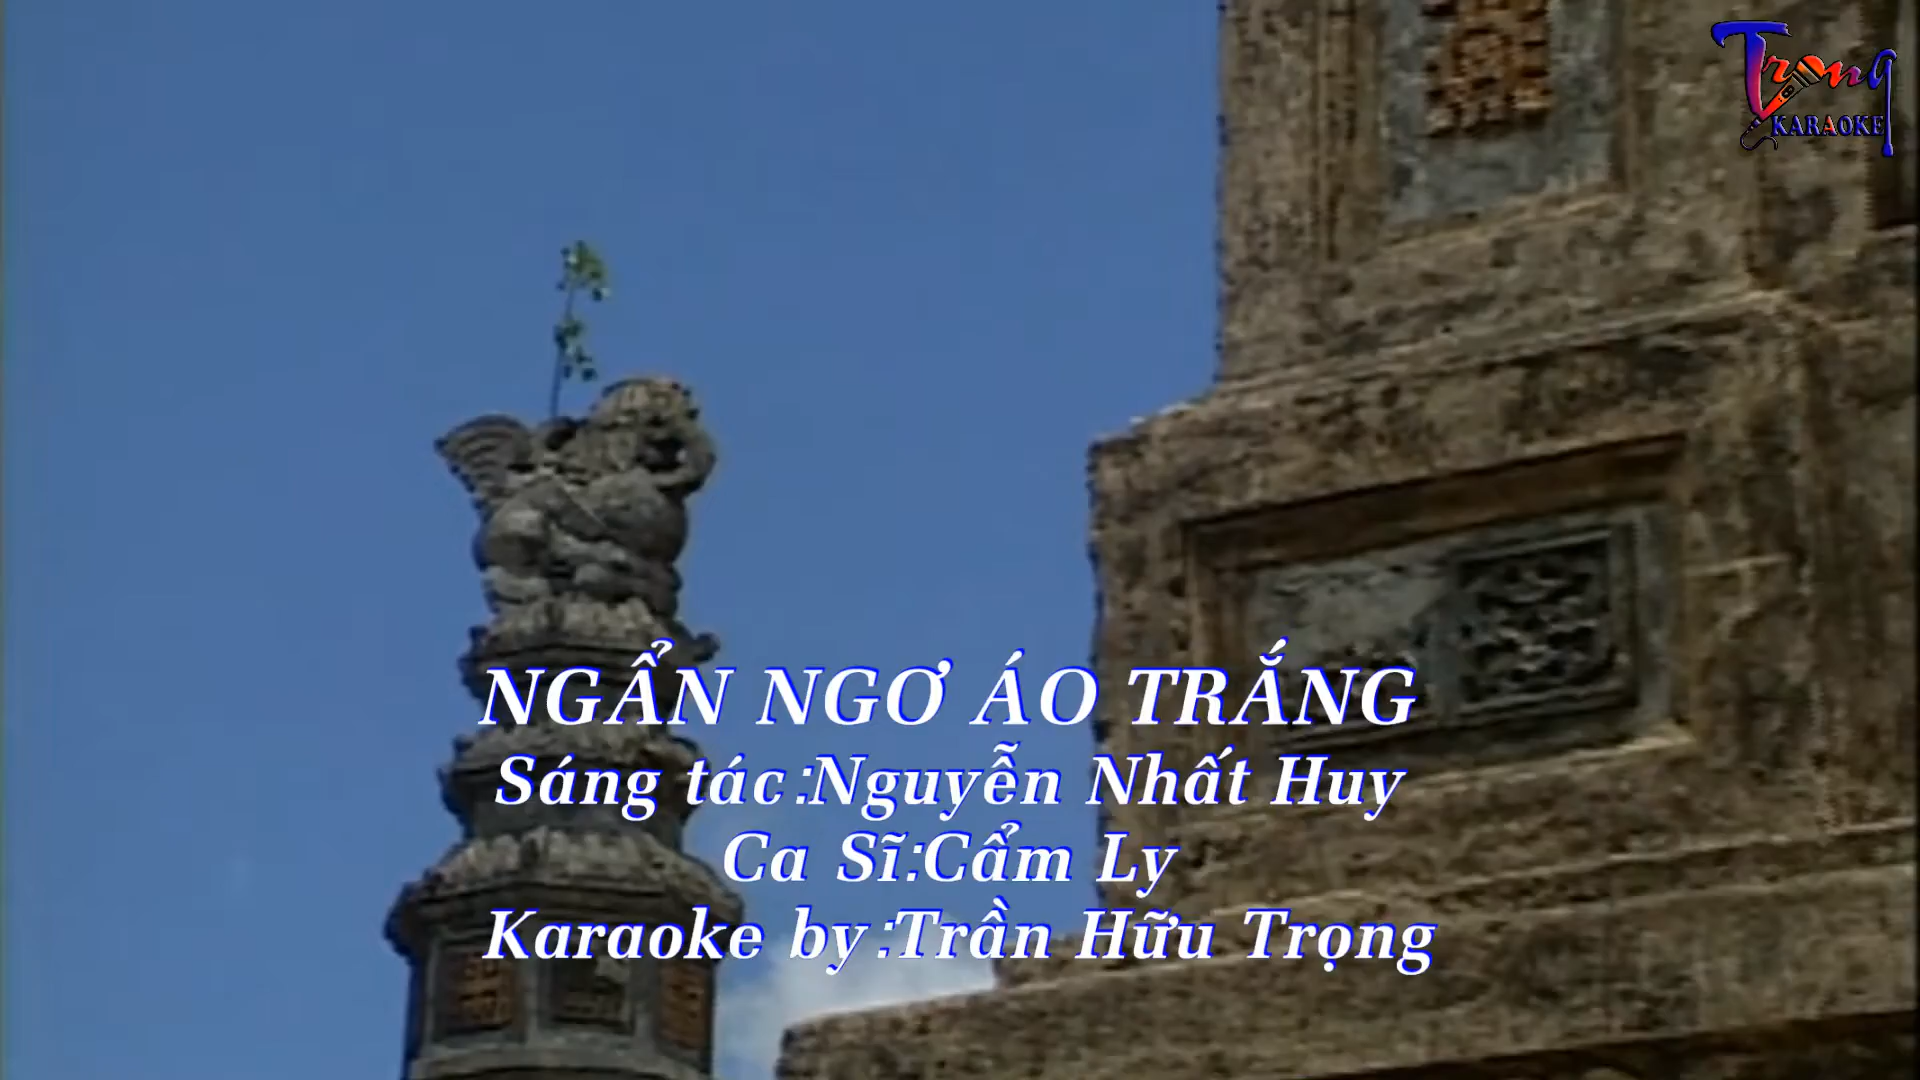 Trọng
KARAOKE
NGẨN NGƠ ÁO TRẮNG
Sáng tác:Nguyễn Nhất Huy
Ca Sĩ:Cẩm Ly
Karaoke by:Trần Hữu Trọng